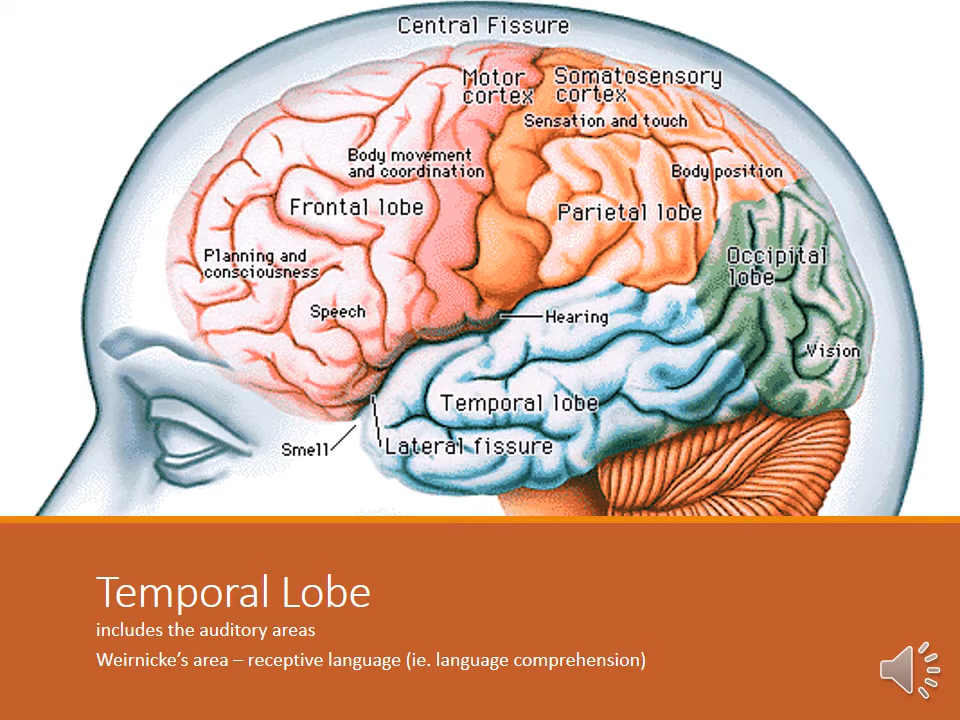 Central Fissure
Motor
cortex
Somatosensory
cortex
Sensation and touch
Body movement
and coordination
Body position
Frontal lobe
Parietal lobe
Planning and
consciousness
Occipital
lobe
Speech
Hearing
Vision
Temporal lobe
Smell
Lateral fissure
Temporal Lobe
includes the auditory areas
Weirnicke's area – receptive language (ie. language comprehension)